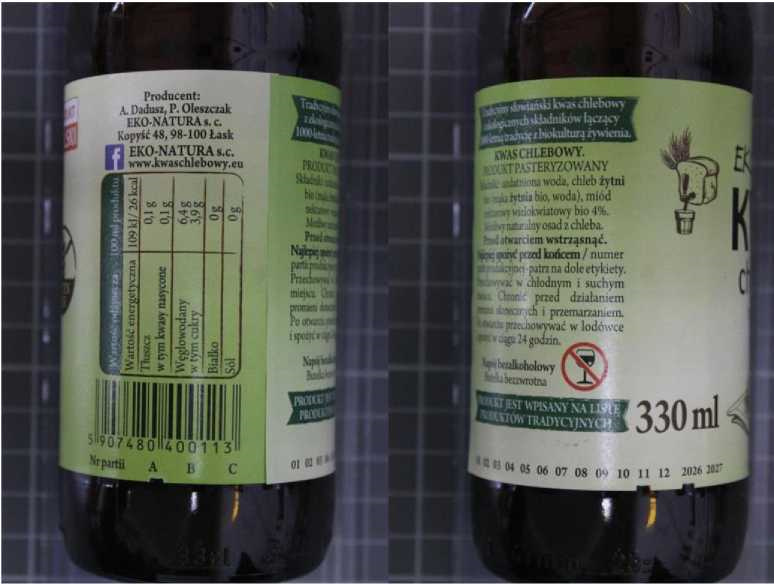 Producent:
A. Dadusz, P. Oleszczak
EKO-NATURA s. c.
Kopyść 48, 98-100 Łask
f EKO-NATURA s.c.
www.kwaschlebowy.eu
Wartość odżywcza 100 ml produktu
Wartość energetyczna 109 kJ/ 26 kcal
Tłuszcz 0,1 g
w tym kwasy nasycone 0,1 g
Węglowodany 6,4 g
w tym cukry 3,9 g
Białko 0 g
Sól 0 g
5 907480 400113
Nr partii A B C
Tradycyjny słowiański kwas chlebowy
z ekologicznych składników łączący
1000-letnią tradycję z biokulturą żywienia.
KWAS CHLEBOWY.
PRODUKT PASTERYZOWANY
Składniki: uzdatniona woda, chleb żytni
bio (mąka żytnia bio, woda), miód
nektarowy wielokwiatowy bio 4%.
Możliwy naturalny osad z chleba.
Przed otwarciem wstrząsnąć.
Najlepiej spożyć przed końcem / numer
partii produkcyjnej-patrz na dole etykiety.
Przechowywać w chłodnym i suchym
miejscu. Chronić przed działaniem
promieni słonecznych i przemarzaniem.
Po otwarciu przechowywać w lodówce
i spożyć w ciągu 24 godzin.
Napój bezalkoholowy
Butelka bezzwrotna
PRODUKT JEST WPISANY NA LISTĘ
PRODUKTÓW TRADYCYJNYCH
330 ml
01 02 03 04 05 06 07 08 09 10 11 12 2026 2027